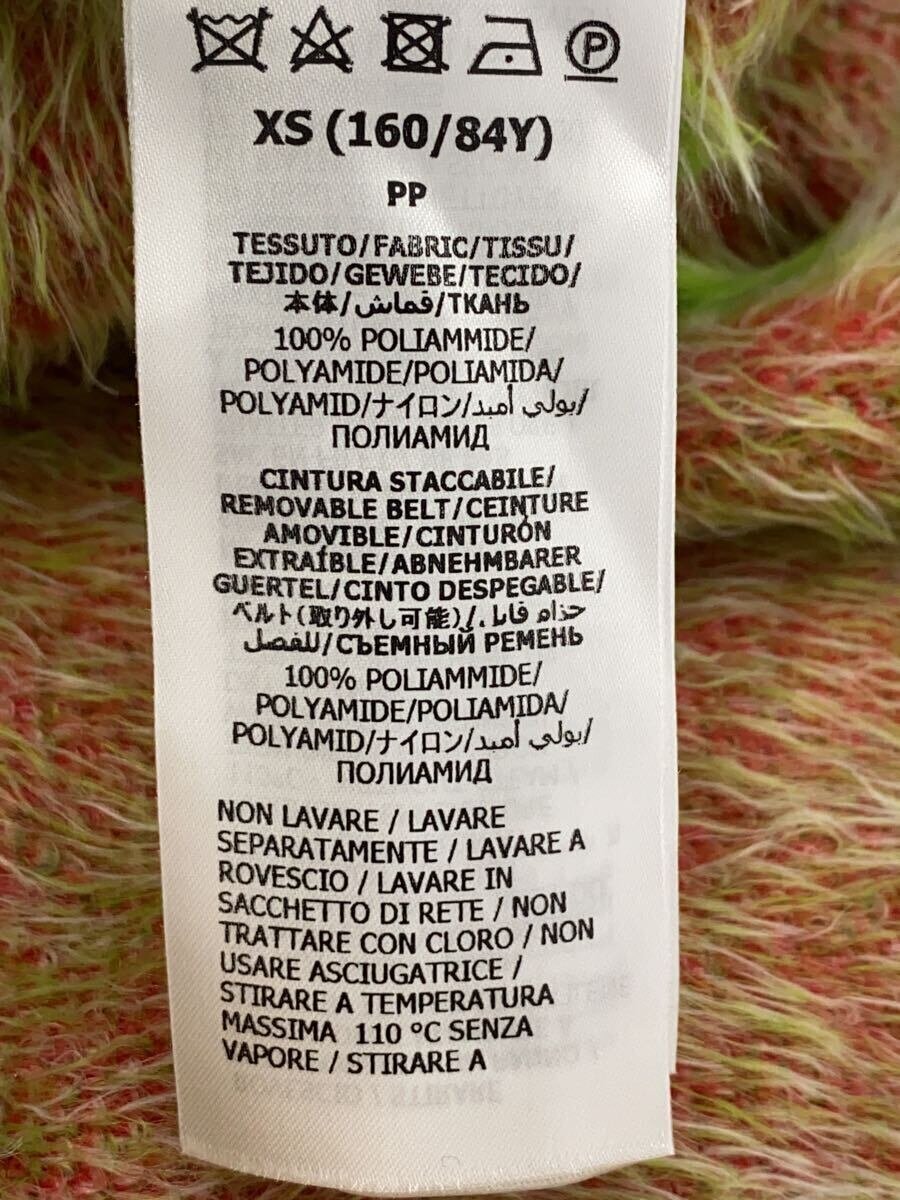 P
XS (160/84Y)
PP
TESSUTO/FABRIC/TISSU/
TEJIDO/GEWEBE/TECIDO/
本体/قماش/ТКАНЬ
100% POLIAMMIDE/
POLYAMIDE/POLIAMIDA/
POLYAMID/ナイロン/بولي أميد/
ПОЛИАМИД
CINTURA STACCABILE/
REMOVABLE BELT/CEINTURE
AMOVIBLE/CINTURÓN
EXTRAÍBLE/ABNEHMBARER
GUERTEL/CINTO DESPEGABLE/
ベルト(取り外し可能)/.حزام قابل
للفصل/СЪЕМНЫЙ РЕМЕНЬ
100% POLIAMMIDE/
POLYAMIDE/POLIAMIDA/
POLYAMID/ナイロン/بولي أميد/
ПОЛИАМИД
NON LAVARE / LAVARE
SEPARATAMENTE / LAVARE A
ROVESCIO / LAVARE IN
SACCHETTO DI RETE / NON
TRATTARE CON CLORO / NON
USARE ASCIUGATRICE /
STIRARE A TEMPERATURA
MASSIMA 110 °C SENZA
VAPORE / STIRARE A